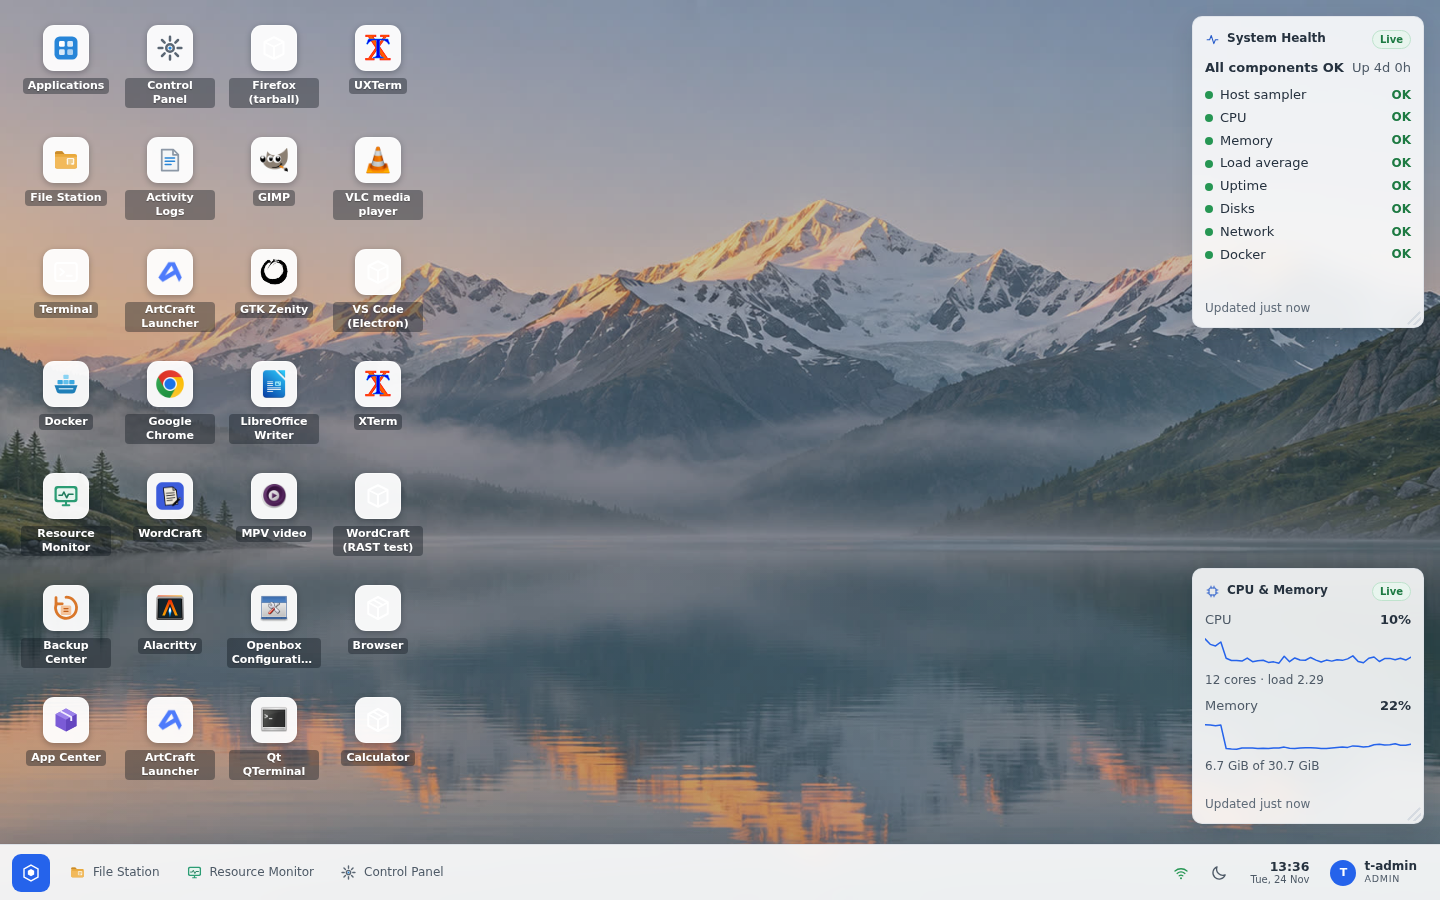 Applications
Control
Panel
Firefox
(tarball)
UXTerm
File Station
Activity
Logs
GIMP
VLC media
player
Terminal
ArtCraft
Launcher
GTK Zenity
VS Code
(Electron)
Docker
Google
Chrome
LibreOffice
Writer
XTerm
Resource
Monitor
WordCraft
MPV video
WordCraft
(RAST test)
Backup
Center
Alacritty
Openbox
Configurati...
Browser
App Center
ArtCraft
Launcher
Qt
QTerminal
Calculator
System Health Live
All components OK Up 4d 0h
Host sampler OK
CPU OK
Memory OK
Load average OK
Uptime OK
Disks OK
Network OK
Docker OK
Updated just now
CPU & Memory Live
CPU 10%
12 cores · load 2.29
Memory 22%
6.7 GiB of 30.7 GiB
Updated just now
File Station
Resource Monitor
Control Panel
13:36
Tue, 24 Nov
T
t-admin
ADMIN